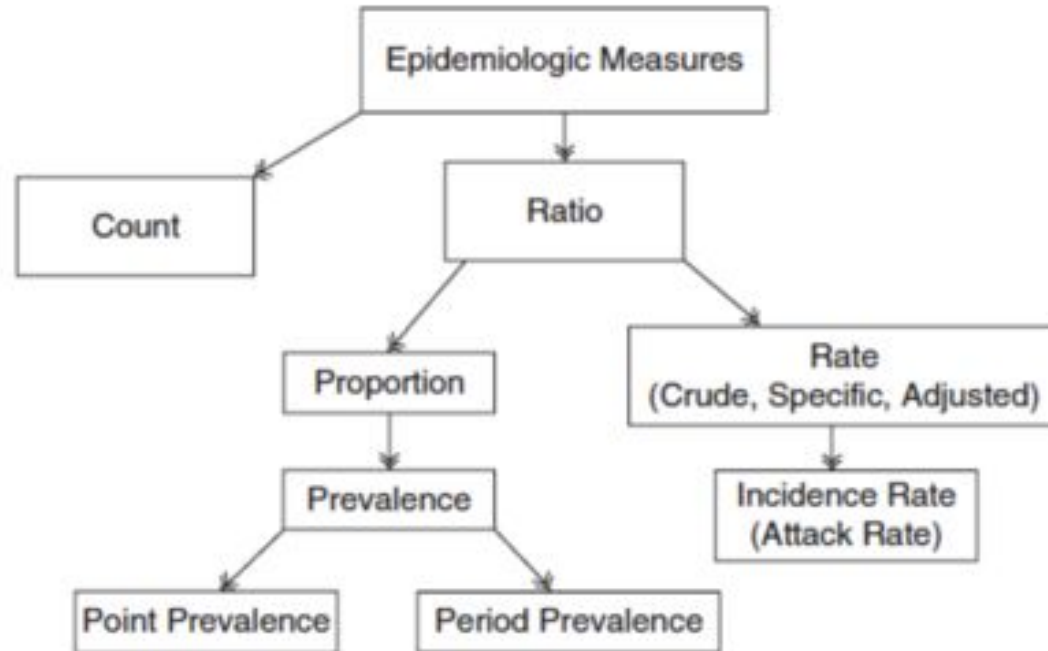 Epidemiologic Measures
Count
Ratio
Proportion
Rate
(Crude, Specific, Adjusted)
Prevalence
Incidence Rate
(Attack Rate)
Point Prevalence
Period Prevalence